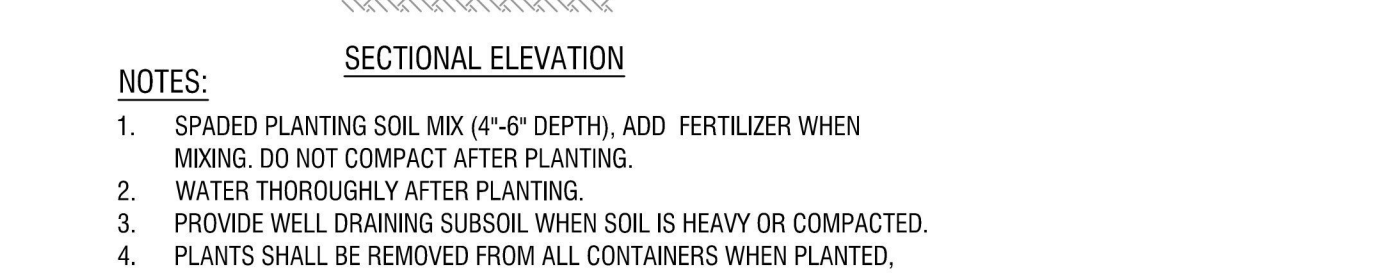 SECTIONAL ELEVATION
NOTES:
1. SPADED PLANTING SOIL MIX (4"-6" DEPTH), ADD FERTILIZER WHEN
MIXING. DO NOT COMPACT AFTER PLANTING.
2. WATER THOROUGHLY AFTER PLANTING.
3. PROVIDE WELL DRAINING SUBSOIL WHEN SOIL IS HEAVY OR COMPACTED.
4. PLANTS SHALL BE REMOVED FROM ALL CONTAINERS WHEN PLANTED,